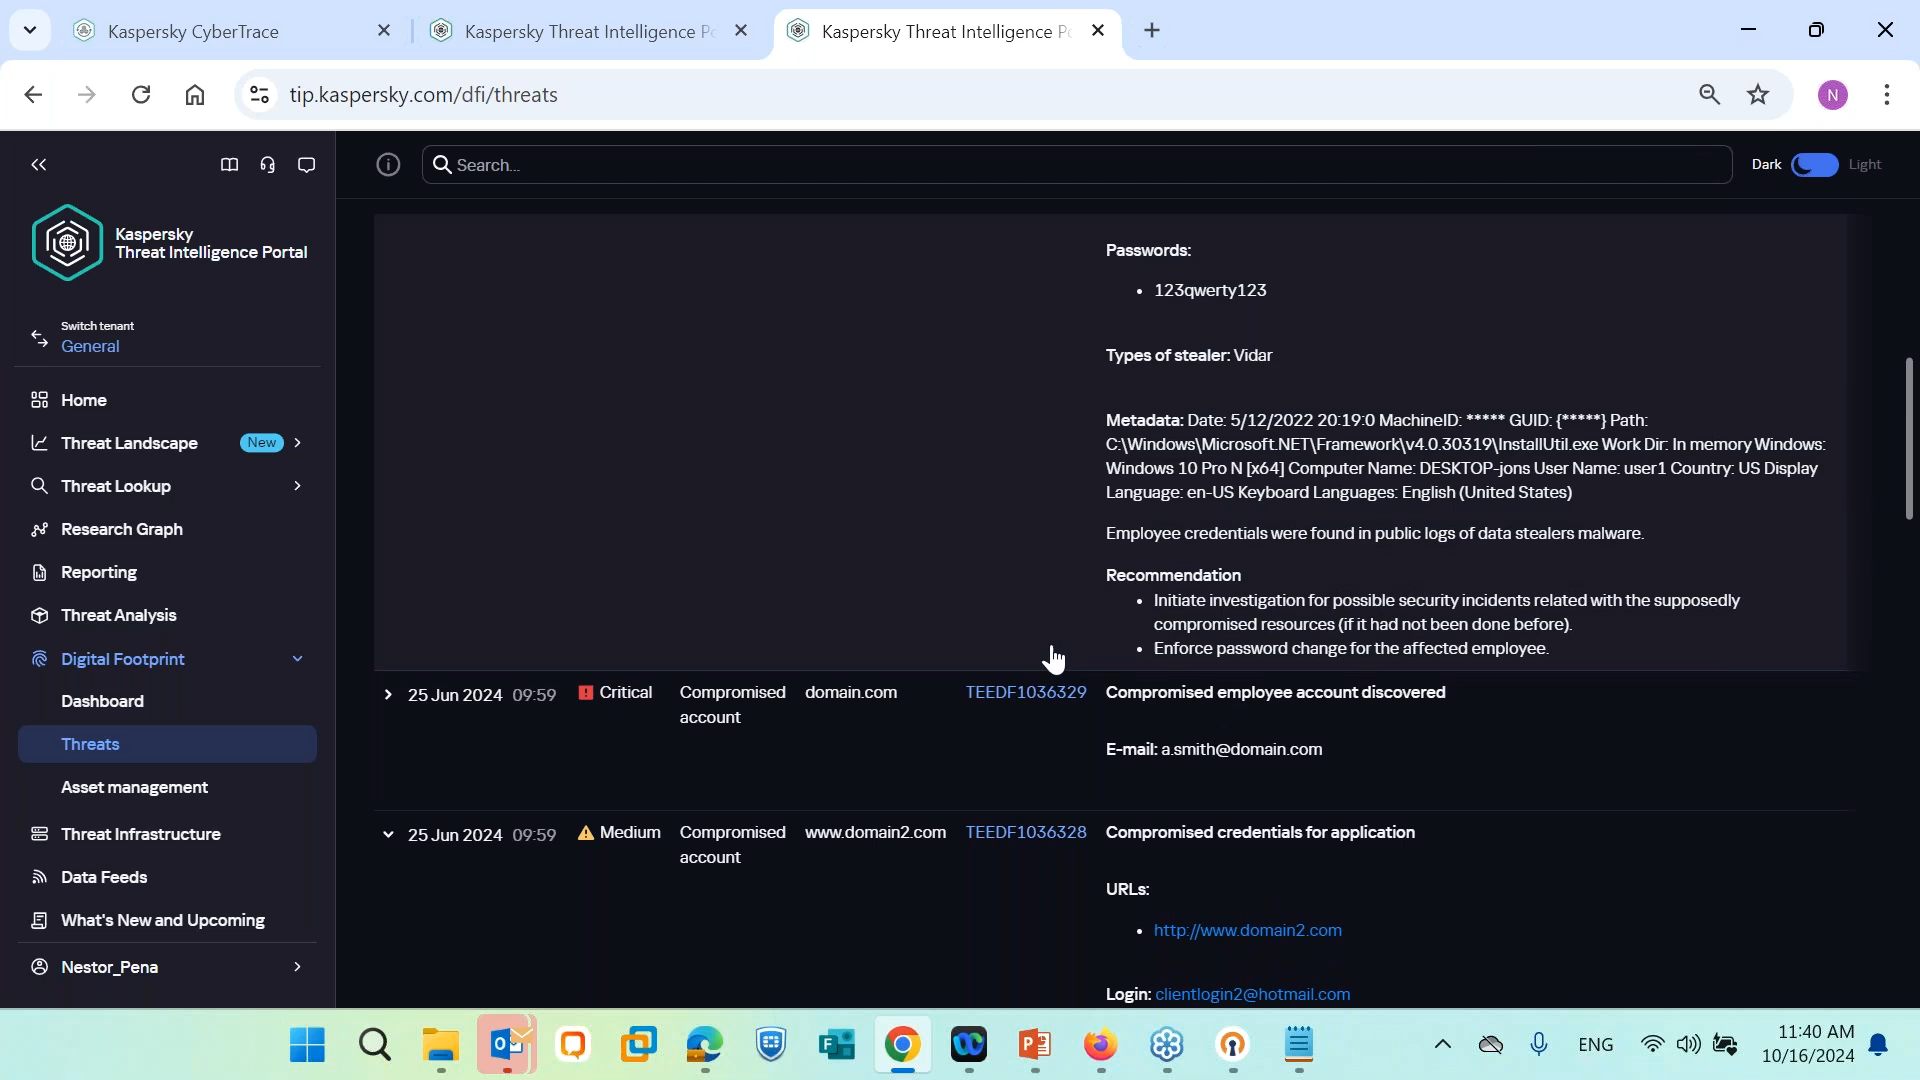 Kaspersky CyberTrace
Kaspersky Threat Intelligence P
Kaspersky Threat Intelligence P
tip.kaspersky.com/dfi/threats
N
Search...
Dark
Light
Kaspersky
Threat Intelligence Portal
Switch tenant
General
Home
Threat Landscape New
Threat Lookup
Research Graph
Reporting
Threat Analysis
Digital Footprint
Dashboard
Threats
Asset management
Threat Infrastructure
Data Feeds
What's New and Upcoming
Nestor_Pena
Passwords:
• 123qwerty123
Types of stealer: Vidar
Metadata: Date: 5/12/2022 20:19:0 MachineID: ***** GUID: {*****} Path:
C:\Windows\Microsoft.NET\Framework\v4.0.30319\InstallUtil.exe Work Dir: In memory Windows:
Windows 10 Pro N [x64] Computer Name: DESKTOP-jons User Name: user1 Country: US Display
Language: en-US Keyboard Languages: English (United States)
Employee credentials were found in public logs of data stealers malware.
Recommendation
• Initiate investigation for possible security incidents related with the supposedly
compromised resources (if it had not been done before).
• Enforce password change for the affected employee.
25 Jun 2024 09:59 Critical Compromised domain.com TEEDF1036329 Compromised employee account discovered
account
E-mail: a.smith@domain.com
25 Jun 2024 09:59 Medium Compromised www.domain2.com TEEDF1036328 Compromised credentials for application
account
URLs:
• http://www.domain2.com
Login: clientlogin2@hotmail.com
ENG
11:40 AM
10/16/2024